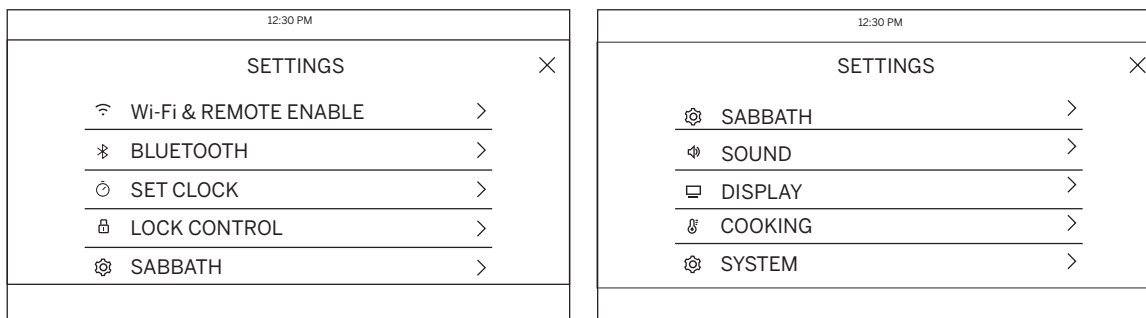 12:30 PM
SETTINGS
Wi-Fi & REMOTE ENABLE
BLUETOOTH
SET CLOCK
LOCK CONTROL
SABBATH
12:30 PM
SETTINGS
SABBATH
SOUND
DISPLAY
COOKING
SYSTEM